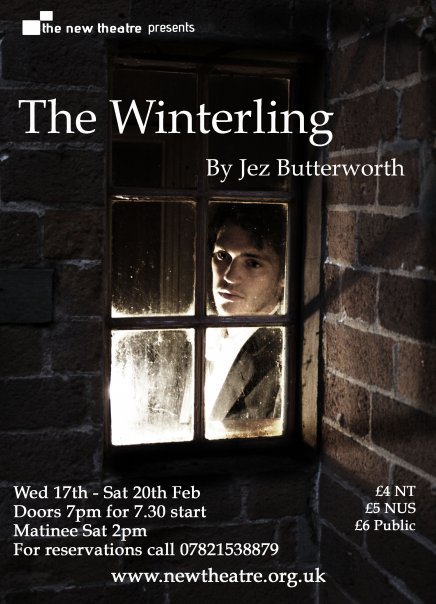 the new theatre presents
The Winterling
By Jez Butterworth
Wed 17th - Sat 20th Feb
Doors 7pm for 7.30 start
Matinee Sat 2pm
For reservations call 07821538879
£4 NT
£5 NUS
£6 Public
www.newtheatre.org.uk